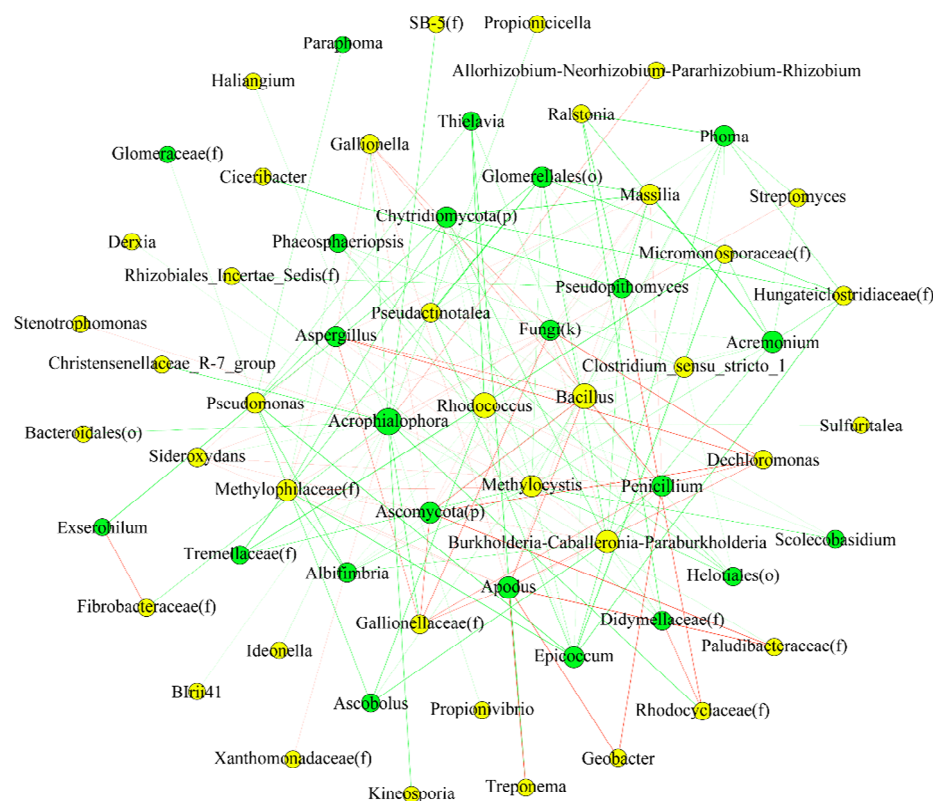 SB-5(f)
Propionicicella
Paraphoma
Allorhizobium-Neorhizobium-Pararhizobium-Rhizobium
Haliangium
Thielavia
Ralstonia
Phoma
Gallionella
Glomeraceae(f)
Ciceribacter
Glomerellales(o)
Massilia
Streptomyces
Chytridiomycota(p)
Derxia
Phaeosphaeriopsis
Micromonosporaceae(f)
Rhizobiales_Incertae_Sedis(f)
Pseudopithomyces
Hungateiclostridiaceae(f)
Stenotrophomonas
Pseudactinotalea
Aspergillus
Fungi(k)
Acremonium
Christensenellaceae_R-7_group
Clostridium_sensu_stricto_1
Pseudomonas
Rhodococcus
Bacillus
Acrophialophora
Sulfuritalea
Bacteroidales(o)
Sideroxydans
Dechloromonas
Methylophilaceae(f)
Methylocystis
Penicillium
Exserohilum
Ascomycota(p)
Burkholderia-Caballeronia-Paraburkholderia
Scolecobasidium
Tremellaceae(f)
Albifimbria
Helotiales(o)
Apodus
Fibrobacteraceae(f)
Gallionellaceae(f)
Didymellaceae(f)
Ideonella
Epicoccum
Paludibacteraceae(f)
BIrii41
Ascobolus
Propionivibrio
Rhodocyclaceae(f)
Xanthomonadaceae(f)
Geobacter
Kineosporia
Treponema